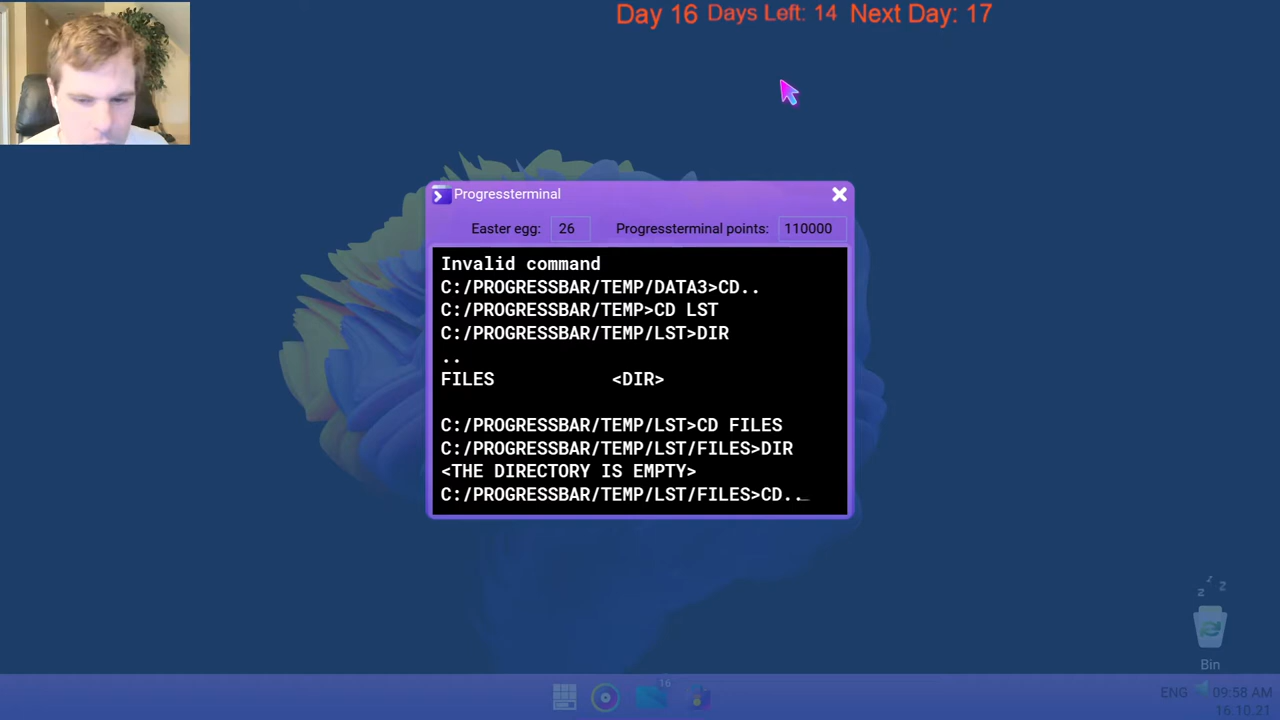 Day 16 Days Left: 14 Next Day: 17
Progressterminal
Easter egg: 26 Progressterminal points: 110000
Invalid command
C:/PROGRESSBAR/TEMP/DATA3>CD..
C:/PROGRESSBAR/TEMP>CD LST
C:/PROGRESSBAR/TEMP/LST>DIR
..
FILES <DIR>
C:/PROGRESSBAR/TEMP/LST>CD FILES
C:/PROGRESSBAR/TEMP/LST/FILES>DIR
<THE DIRECTORY IS EMPTY>
C:/PROGRESSBAR/TEMP/LST/FILES>CD.._
z z z
Bin
16
ENG 09:58 AM
16.10.21